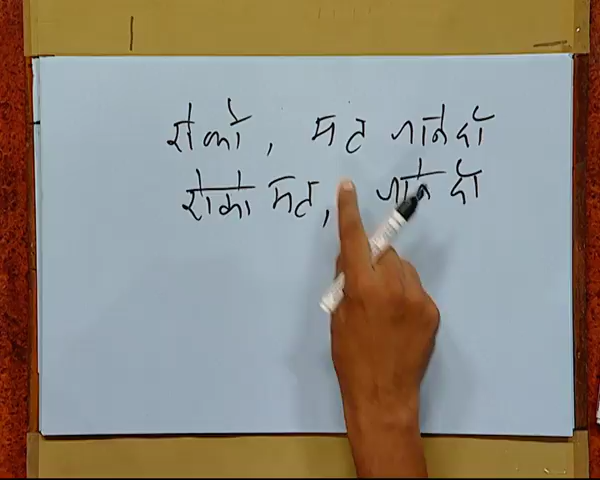 रोको, मत जाने दो
रोको मत, जाने दो